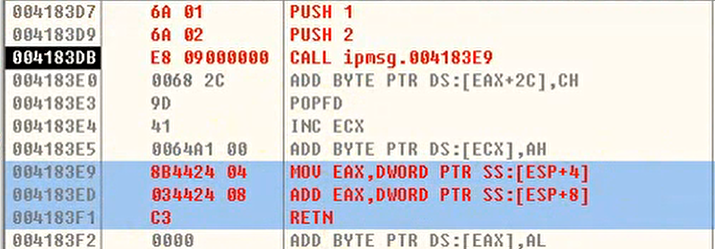 004183D7 6A 01 PUSH 1
004183D9 6A 02 PUSH 2
004183DB E8 09000000 CALL ipmsg.004183E9
004183E0 0068 2C ADD BYTE PTR DS:[EAX+2C],CH
004183E3 9D POPFD
004183E4 41 INC ECX
004183E5 0064A1 00 ADD BYTE PTR DS:[ECX],AH
004183E9 8B4424 04 MOV EAX,DWORD PTR SS:[ESP+4]
004183ED 034424 08 ADD EAX,DWORD PTR SS:[ESP+8]
004183F1 C3 RETN
004183F2 0000 ADD BYTE PTR DS:[EAX],AL